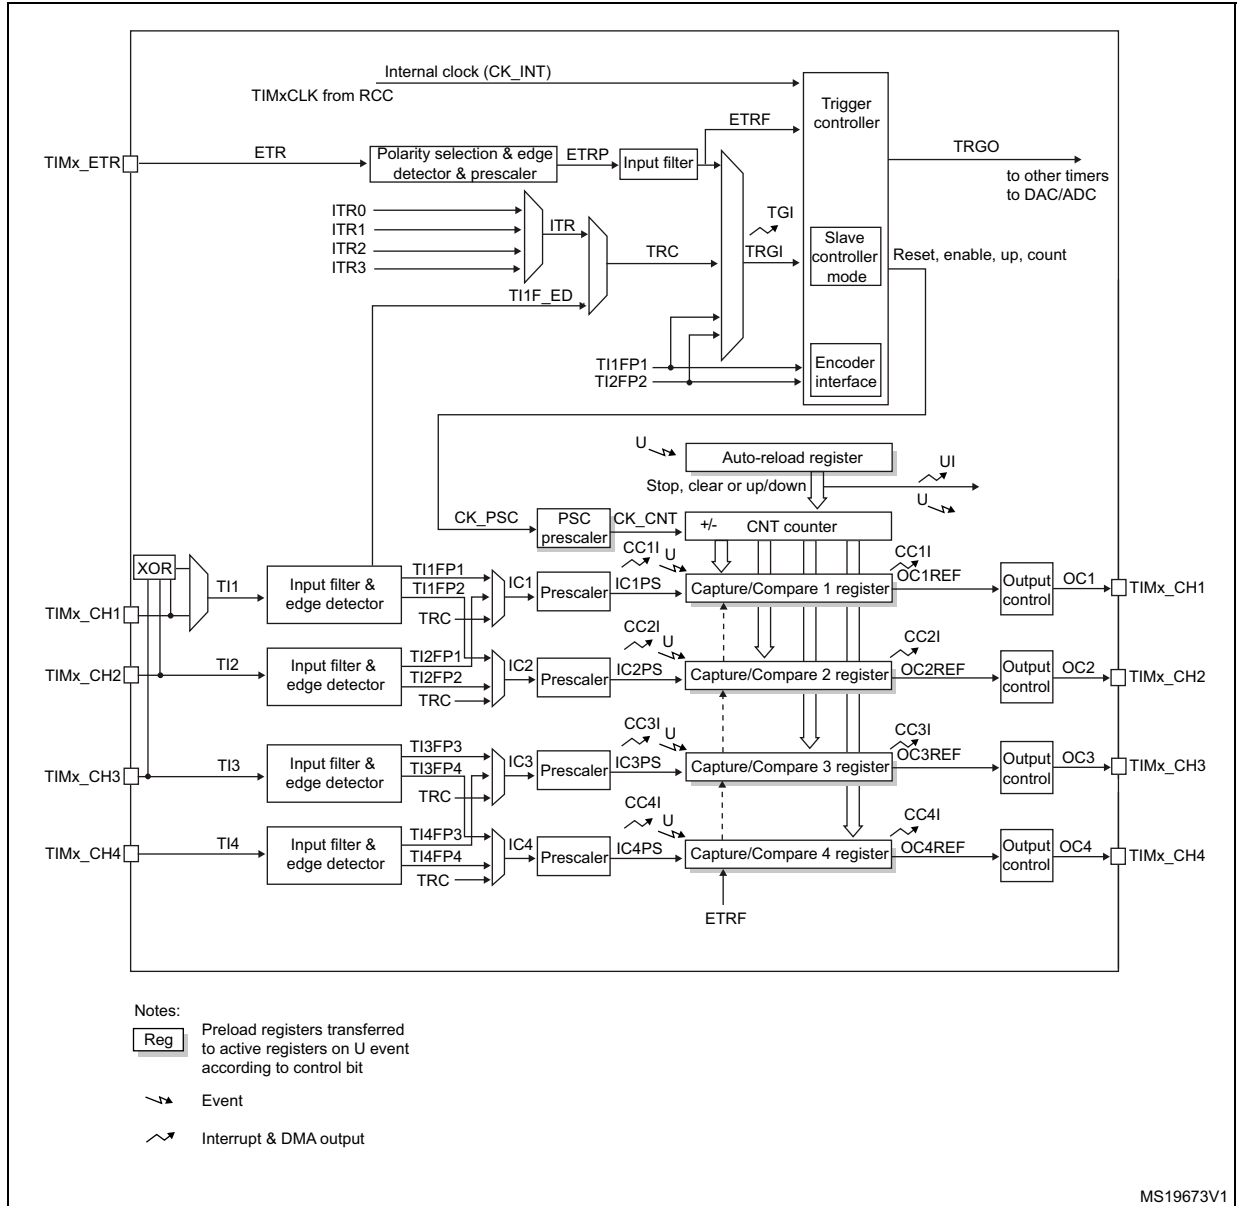 Internal clock (CK_INT)
TIMxCLK from RCC
Trigger
controller
ETRF
TIMx_ETR
ETR
Polarity selection & edge
detector & prescaler
ETRP
Input filter
TRGO
to other timers
to DAC/ADC
ITR0
ITR1
ITR2
ITR3
ITR
TRC
TGI
TRGI
Slave
controller
mode
Reset, enable, up, count
TI1F_ED
TI1FP1
TI2FP2
Encoder
interface
U
Auto-reload register
UI
Stop, clear or up/down
U
CK_PSC
PSC
prescaler
CK_CNT
+/-
CNT counter
XOR
TI1
TIMx_CH1
Input filter &
edge detector
TI1FP1
TI1FP2
TRC
IC1
Prescaler
CC1I
U
IC1PS
Capture/Compare 1 register
CC1I
OC1REF
Output
control
OC1
TIMx_CH1
TIMx_CH2
TI2
Input filter &
edge detector
TI2FP1
TI2FP2
TRC
IC2
Prescaler
CC2I
U
IC2PS
Capture/Compare 2 register
CC2I
OC2REF
Output
control
OC2
TIMx_CH2
TIMx_CH3
TI3
Input filter &
edge detector
TI3FP3
TI3FP4
TRC
IC3
Prescaler
CC3I
U
IC3PS
Capture/Compare 3 register
CC3I
OC3REF
Output
control
OC3
TIMx_CH3
TIMx_CH4
TI4
Input filter &
edge detector
TI4FP3
TI4FP4
TRC
IC4
Prescaler
CC4I
U
IC4PS
Capture/Compare 4 register
CC4I
OC4REF
Output
control
OC4
TIMx_CH4
ETRF
Notes:
Reg
Preload registers transferred
to active registers on U event
according to control bit
Event
Interrupt & DMA output
MS19673V1